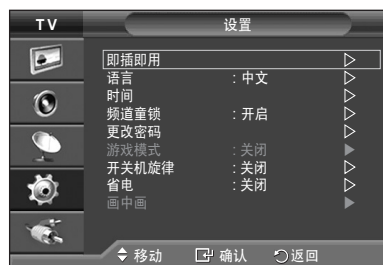 TV 设置
即插即用
语言 : 中文
时间
频道童锁 : 开启
更改密码
游戏模式 : 关闭
开关机旋律 : 关闭
省电 : 关闭
画中画
移动 确认 返回